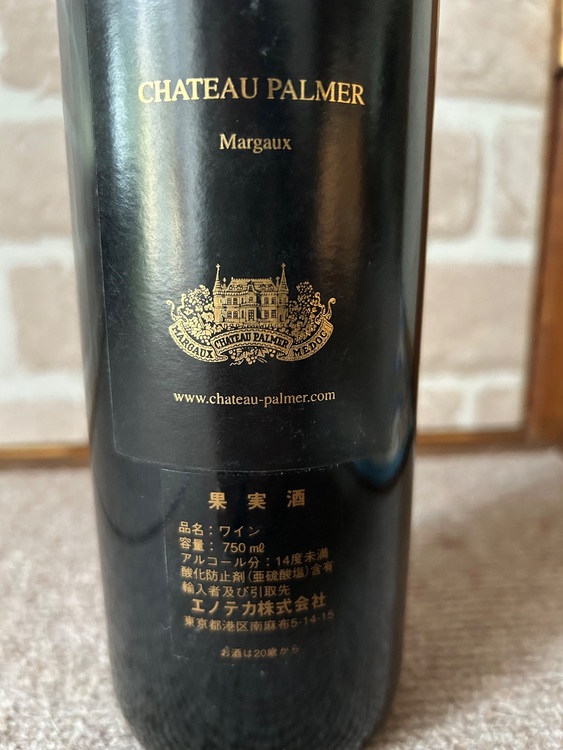 CHATEAU PALMER
Margaux
MARGAUX CHATEAU PALMER MEDOC
www.chateau-palmer.com
果実酒
品名：ワイン
容量：750㎖
アルコール分：14度未満
酸化防止剤(亜硫酸塩)含有
輸入者及び引取先
エノテカ株式会社
東京都港区南麻布5-14-15
お酒は20歳から